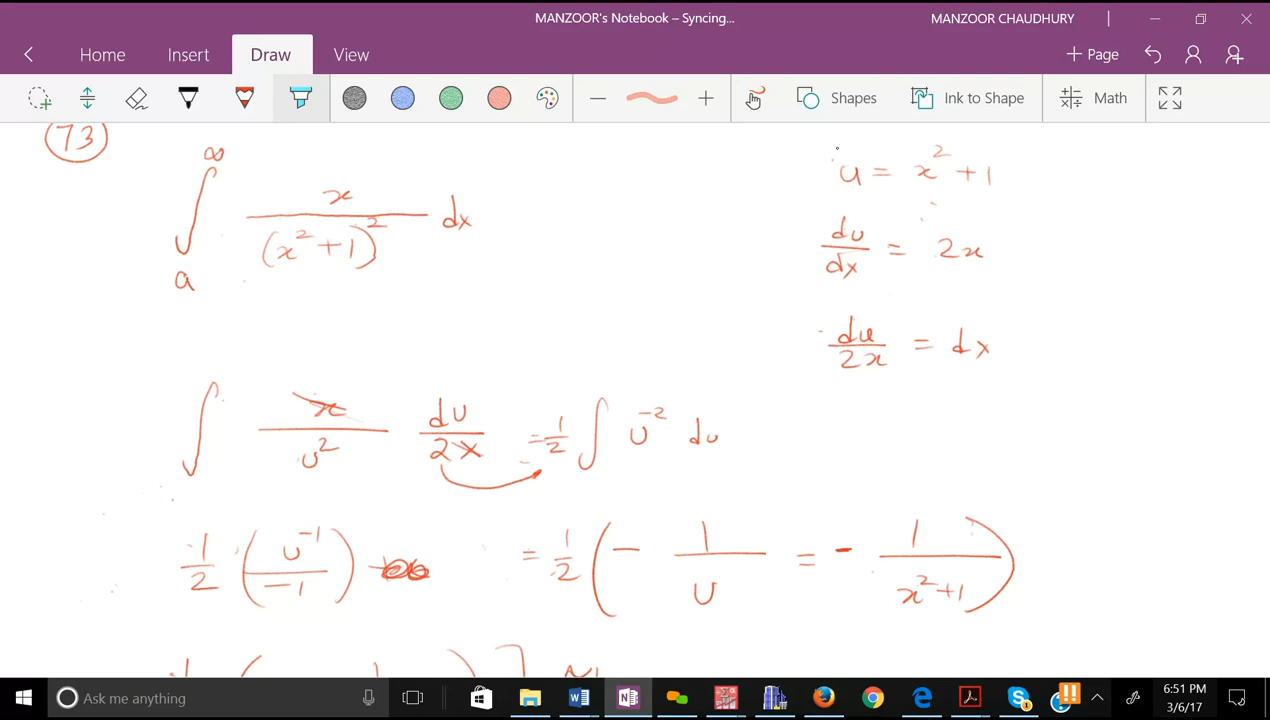 MANZOOR's Notebook – Syncing...
MANZOOR CHAUDHURY
Home Insert Draw View
Page
Shapes Ink to Shape Math
73
∞
∫ x / (x² + 1)² dx
a
u = x² + 1
du/dx = 2x
du/2x = dx
∫ x/u² du/2x = 1/2 ∫ u⁻² du
1/2 (u⁻¹/−1) = 1/2 (− 1/u = − 1/(x²+1))
Ask me anything
6:51 PM
3/6/17